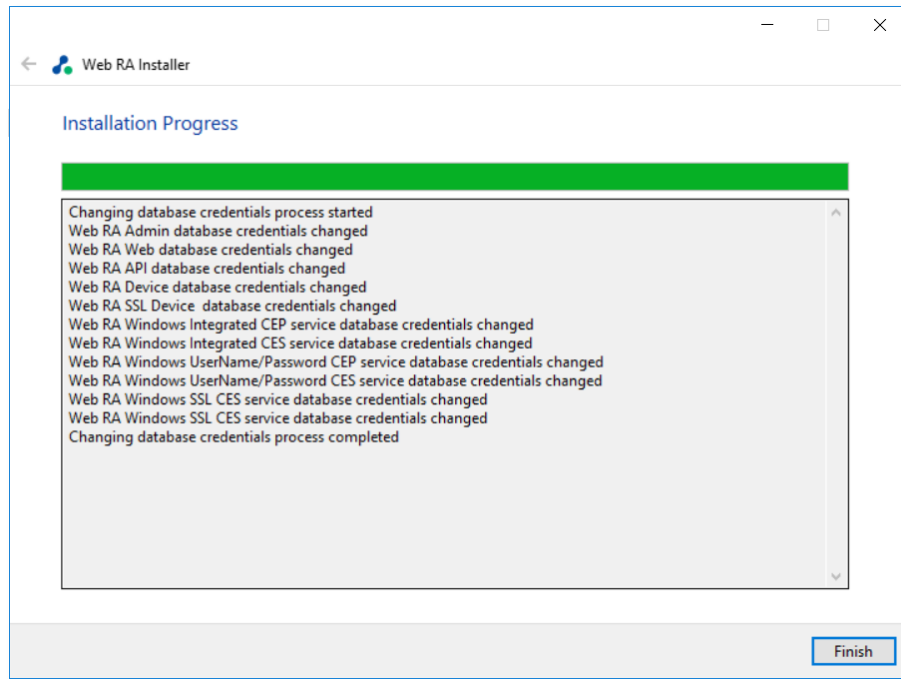 Web RA Installer
Installation Progress
Changing database credentials process started
Web RA Admin database credentials changed
Web RA Web database credentials changed
Web RA API database credentials changed
Web RA Device database credentials changed
Web RA SSL Device  database credentials changed
Web RA Windows Integrated CEP service database credentials changed
Web RA Windows Integrated CES service database credentials changed
Web RA Windows UserName/Password CEP service database credentials changed
Web RA Windows UserName/Password CES service database credentials changed
Web RA Windows SSL CES service database credentials changed
Web RA Windows SSL CES service database credentials changed
Changing database credentials process completed
Finish